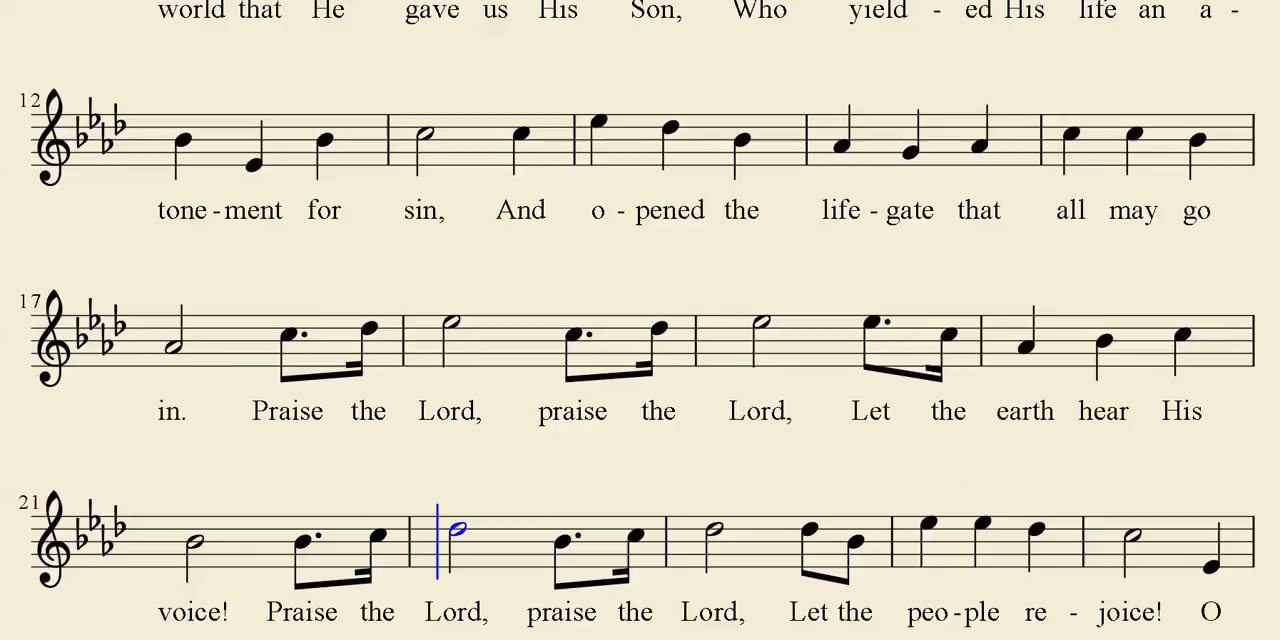 world that He gave us His Son, Who yield - ed His life an a -
12
tone - ment for sin, And o - pened the life - gate that all may go
17
in. Praise the Lord, praise the Lord, Let the earth hear His
21
voice! Praise the Lord, praise the Lord, Let the peo - ple re - joice! O